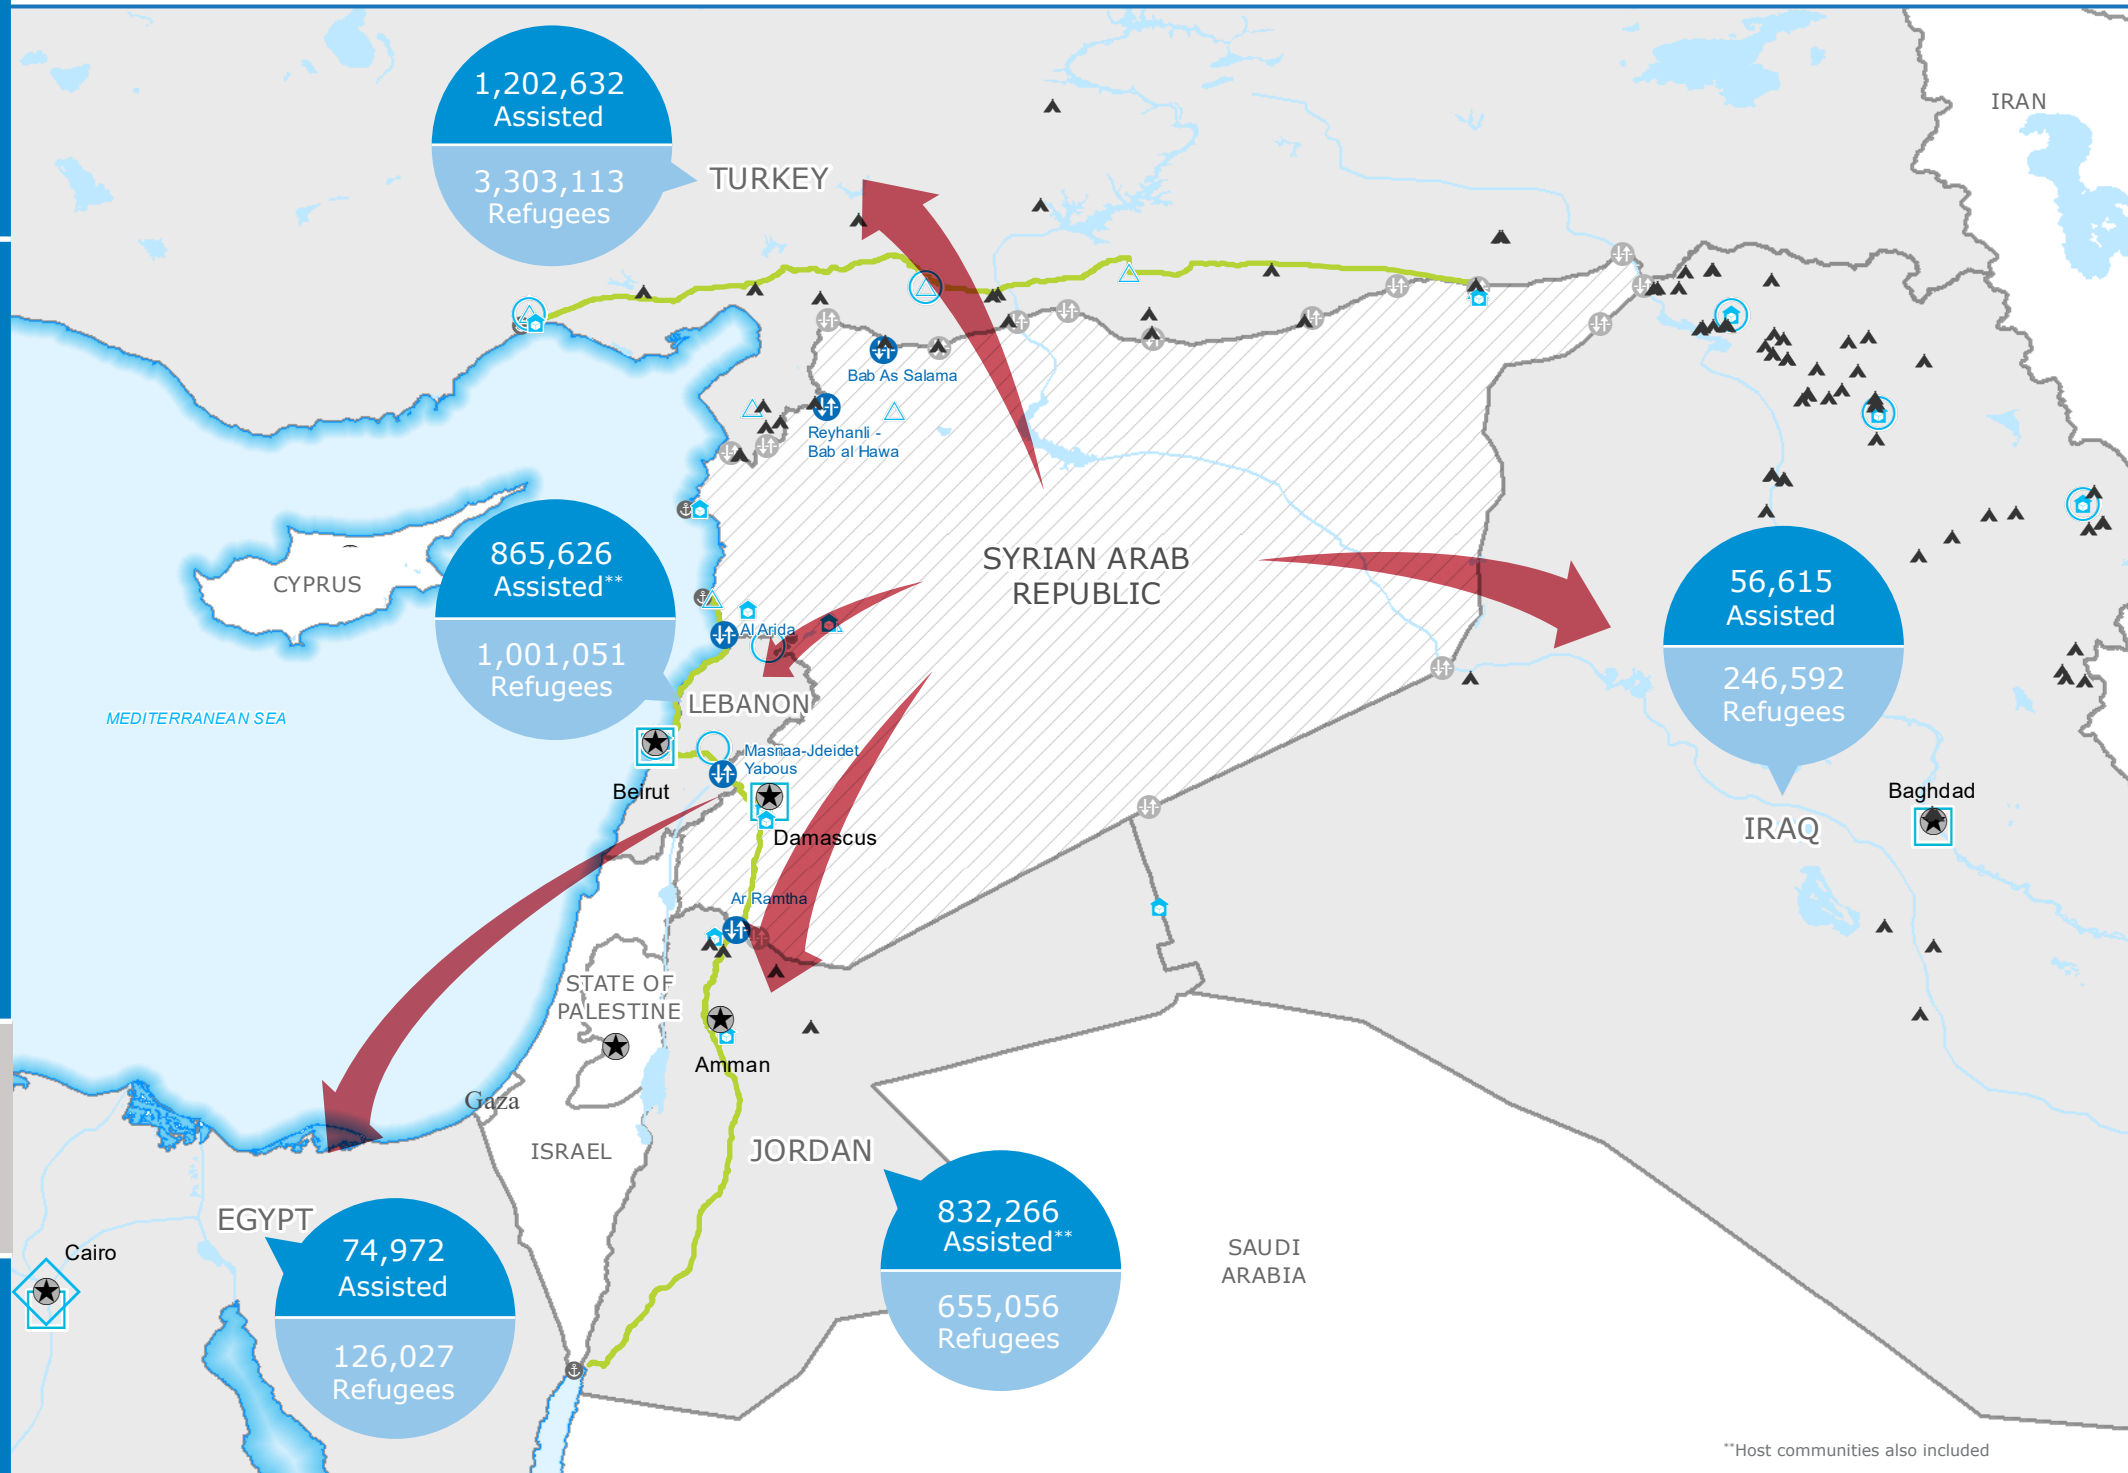 1,202,632
Assisted
3,303,113
Refugees
TURKEY
IRAN
Bab As Salama
Reyhanli -
Bab al Hawa
CYPRUS
865,626
Assisted**
1,001,051
Refugees
SYRIAN ARAB
REPUBLIC
56,615
Assisted
246,592
Refugees
Al Arida
LEBANON
MEDITERRANEAN SEA
Masnaa-Jdeidet
Yabous
Beirut
Damascus
Baghdad
IRAQ
Ar Ramtha
STATE OF
PALESTINE
Amman
Gaza
ISRAEL
JORDAN
832,266
Assisted**
655,056
Refugees
EGYPT
Cairo
74,972
Assisted
126,027
Refugees
SAUDI
ARABIA
**Host communities also included